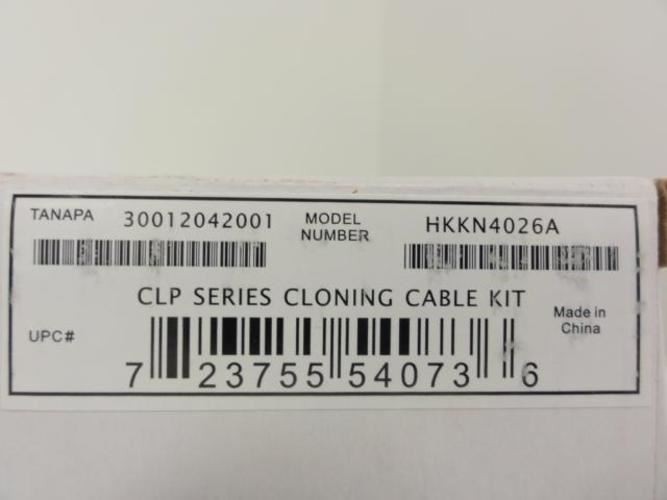 TANAPA 30012042001 MODEL NUMBER HKKN4026A
CLP SERIES CLONING CABLE KIT
Made in China
UPC#
7 23755 54073 6